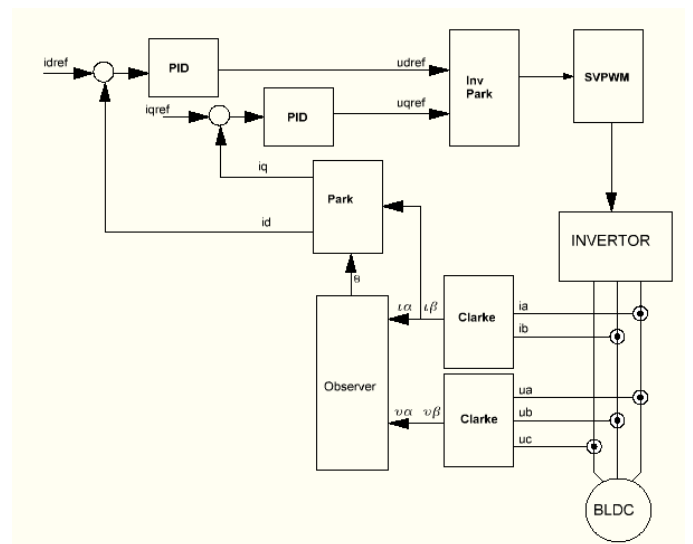 idref
PID
udref
Inv
Park
SVPWM
iqref
PID
uqref
iq
Park
id
INVERTOR
θ
ια ιβ
Clarke
ia
ib
Observer
υα υβ
Clarke
ua
ub
uc
BLDC